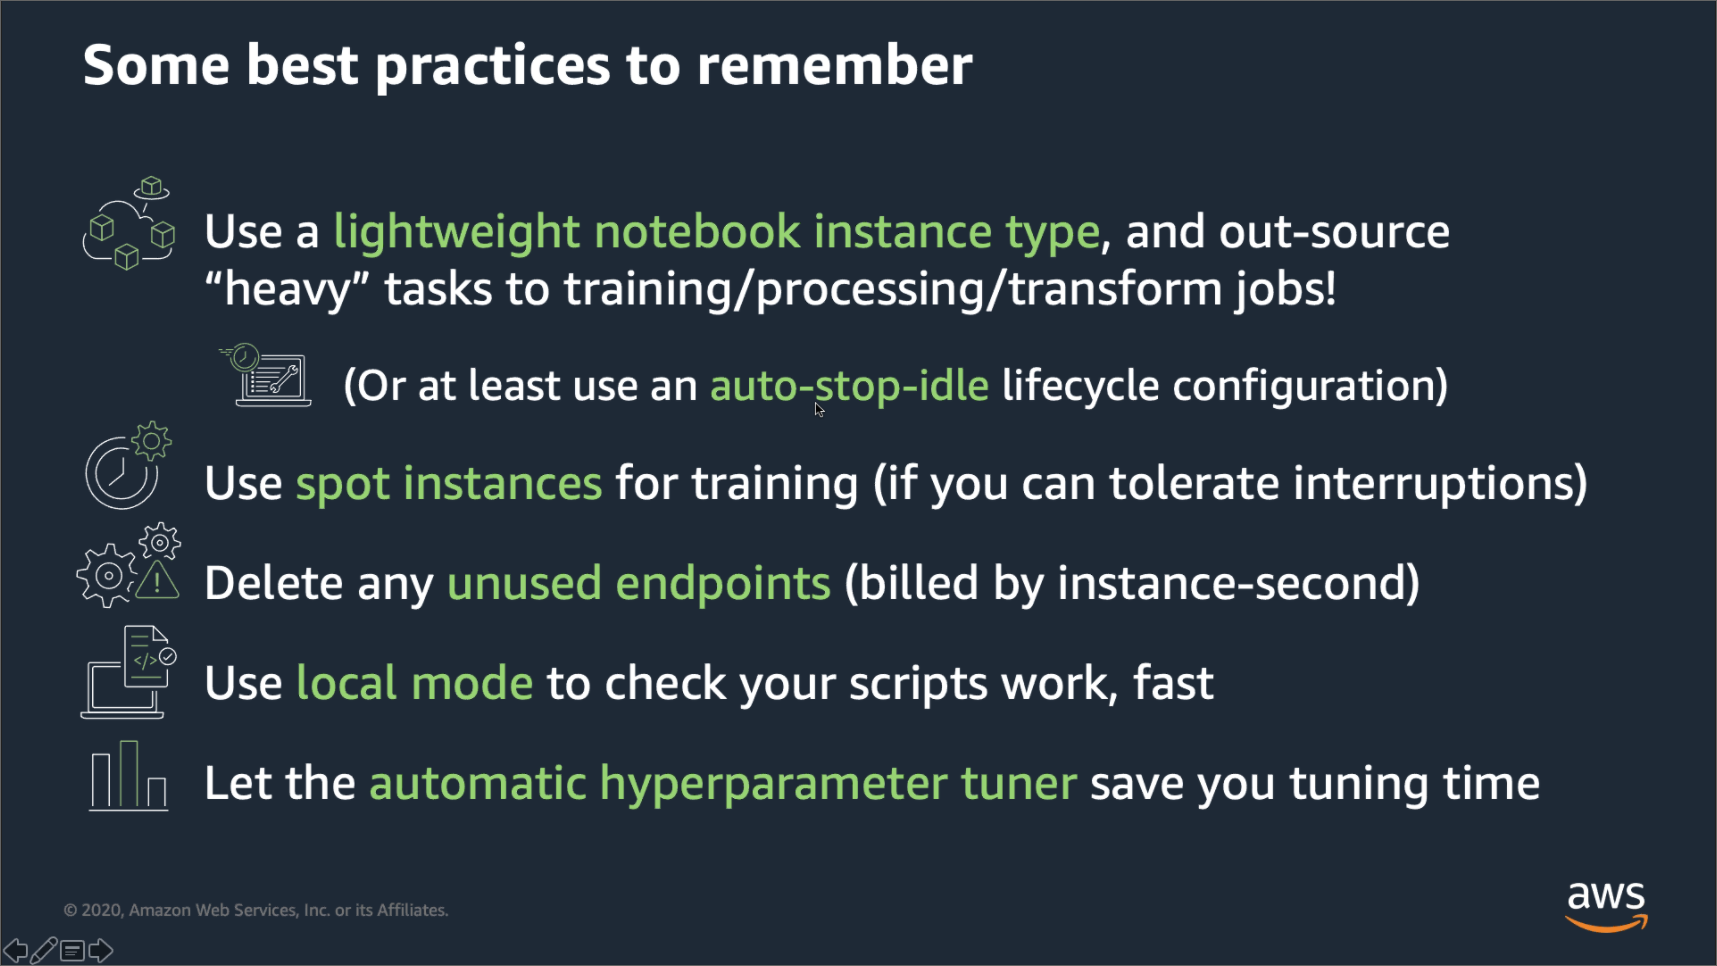 Some best practices to remember
Use a lightweight notebook instance type, and out-source
“heavy” tasks to training/processing/transform jobs!
(Or at least use an auto-stop-idle lifecycle configuration)
Use spot instances for training (if you can tolerate interruptions)
Delete any unused endpoints (billed by instance-second)
</>
Use local mode to check your scripts work, fast
Let the automatic hyperparameter tuner save you tuning time
© 2020, Amazon Web Services, Inc. or its Affiliates.
aws